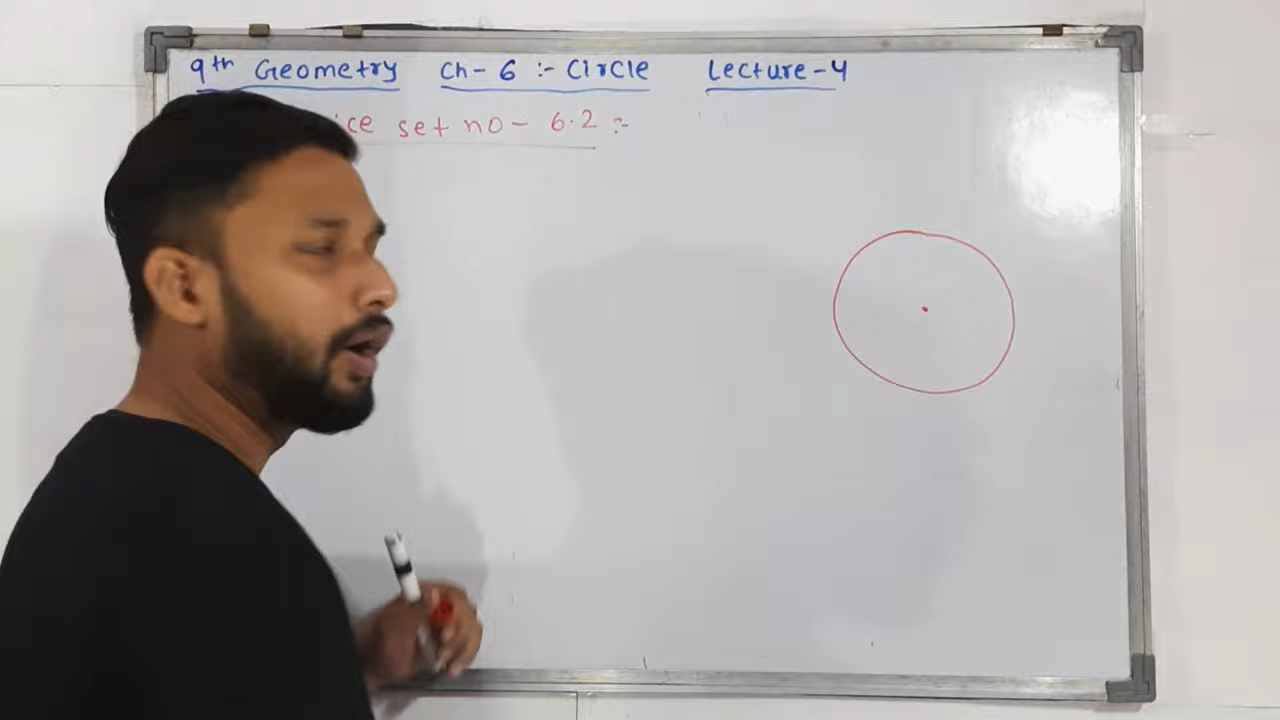 9th Geometry Ch- 6 :- Circle Lecture-4
ice set no - 6.2 :-